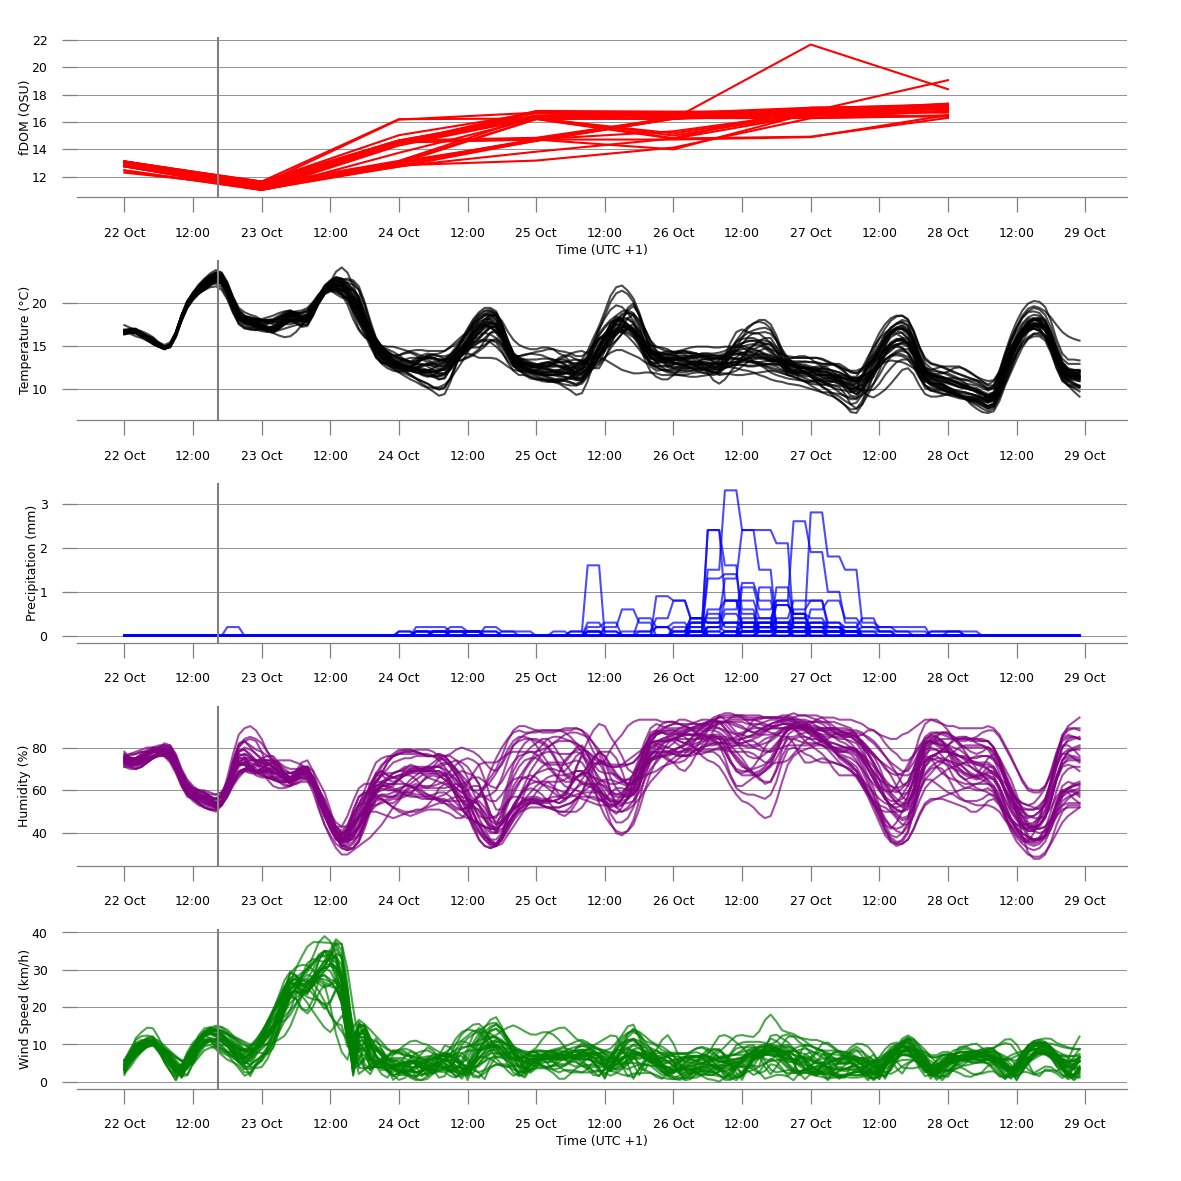 22
20
18
16
14
12
fDOM (QSU)
22 Oct 12:00 23 Oct 12:00 24 Oct 12:00 25 Oct 12:00 26 Oct 12:00 27 Oct 12:00 28 Oct 12:00 29 Oct
Time (UTC +1)
20
15
10
Temperature (°C)
22 Oct 12:00 23 Oct 12:00 24 Oct 12:00 25 Oct 12:00 26 Oct 12:00 27 Oct 12:00 28 Oct 12:00 29 Oct
3
2
1
0
Precipitation (mm)
22 Oct 12:00 23 Oct 12:00 24 Oct 12:00 25 Oct 12:00 26 Oct 12:00 27 Oct 12:00 28 Oct 12:00 29 Oct
80
60
40
Humidity (%)
22 Oct 12:00 23 Oct 12:00 24 Oct 12:00 25 Oct 12:00 26 Oct 12:00 27 Oct 12:00 28 Oct 12:00 29 Oct
40
30
20
10
0
Wind Speed (km/h)
22 Oct 12:00 23 Oct 12:00 24 Oct 12:00 25 Oct 12:00 26 Oct 12:00 27 Oct 12:00 28 Oct 12:00 29 Oct
Time (UTC +1)